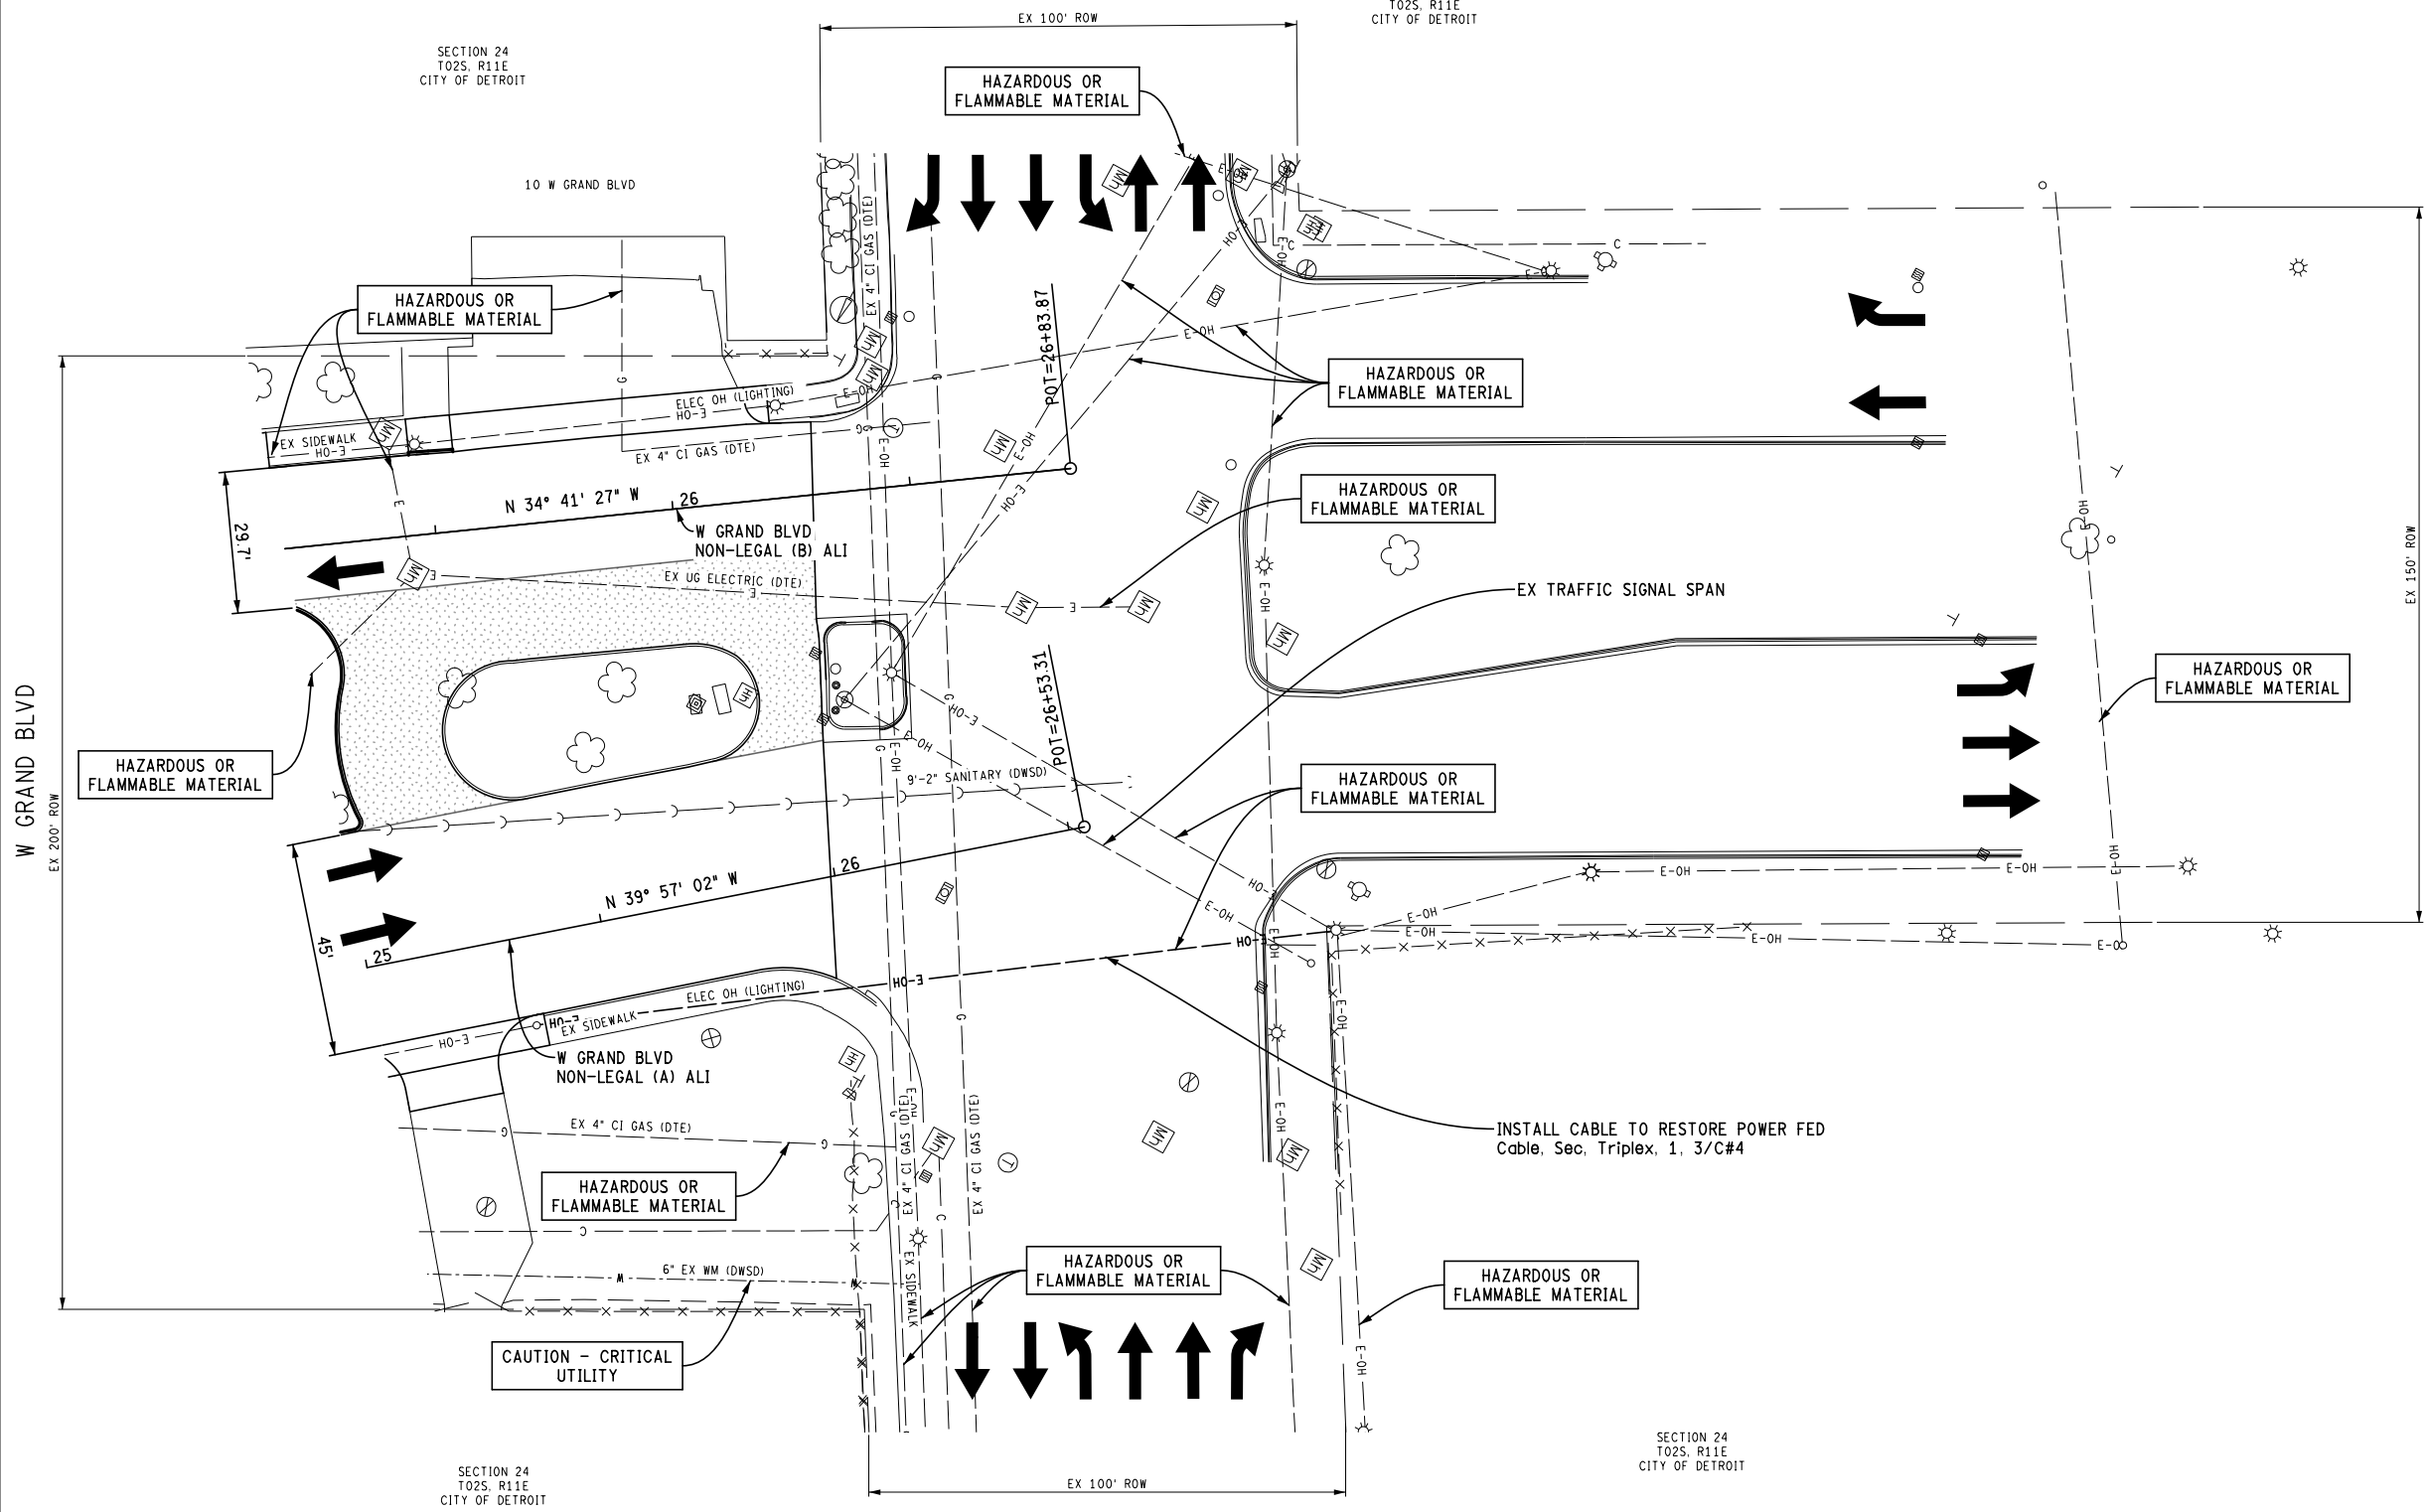 T02S, R11E
CITY OF DETROIT
EX 100' ROW
SECTION 24
T02S, R11E
CITY OF DETROIT
HAZARDOUS OR
FLAMMABLE MATERIAL
10 W GRAND BLVD
EX 4" CI GAS (DTE)
HAZARDOUS OR
FLAMMABLE MATERIAL
POT=26+83.87
HAZARDOUS OR
FLAMMABLE MATERIAL
ELEC OH (LIGHTING)
EX SIDEWALK
EX 4" CI GAS (DTE)
N 34° 41' 27" W
26
HAZARDOUS OR
FLAMMABLE MATERIAL
29.7'
W GRAND BLVD
NON-LEGAL (B) ALI
EX UG ELECTRIC (DTE)
EX TRAFFIC SIGNAL SPAN
EX 150' ROW
HAZARDOUS OR
FLAMMABLE MATERIAL
POT=26+53.31
W GRAND BLVD
EX 200' ROW
HAZARDOUS OR
FLAMMABLE MATERIAL
9'-2" SANITARY (DWSD)
HAZARDOUS OR
FLAMMABLE MATERIAL
26
N 39° 57' 02" W
45'
25
E-OH
E-OH
E-OH
E-OH
E-OH
E-OH
ELEC OH (LIGHTING)
EX SIDEWALK
W GRAND BLVD
NON-LEGAL (A) ALI
EX 4" CI GAS (DTE)
EX 4" CI GAS (DTE)
EX 4" CI GAS (DTE)
INSTALL CABLE TO RESTORE POWER FED
Cable, Sec, Triplex, 1, 3/C#4
HAZARDOUS OR
FLAMMABLE MATERIAL
6" EX WM (DWSD)
EX SIDEWALK
HAZARDOUS OR
FLAMMABLE MATERIAL
HAZARDOUS OR
FLAMMABLE MATERIAL
CAUTION - CRITICAL
UTILITY
SECTION 24
T02S, R11E
CITY OF DETROIT
EX 100' ROW
SECTION 24
T02S, R11E
CITY OF DETROIT